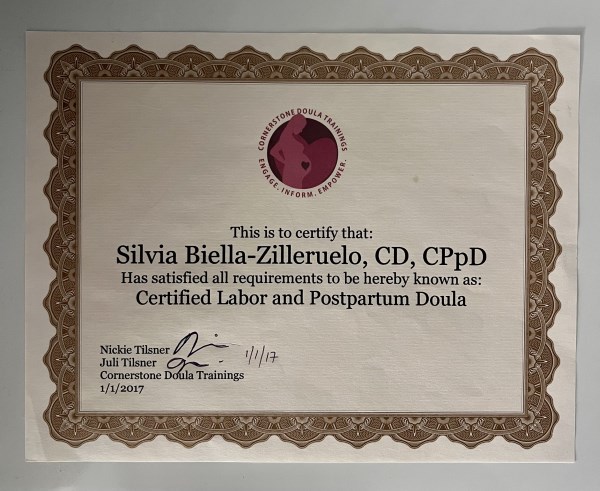 CORNERSTONE DOULA TRAININGS
ENGAGE. INFORM. EMPOWER.
This is to certify that:
Silvia Biella-Zilleruelo, CD, CPpD
Has satisfied all requirements to be hereby known as:
Certified Labor and Postpartum Doula
Nickie Tilsner 1/1/17
Juli Tilsner
Cornerstone Doula Trainings
1/1/2017